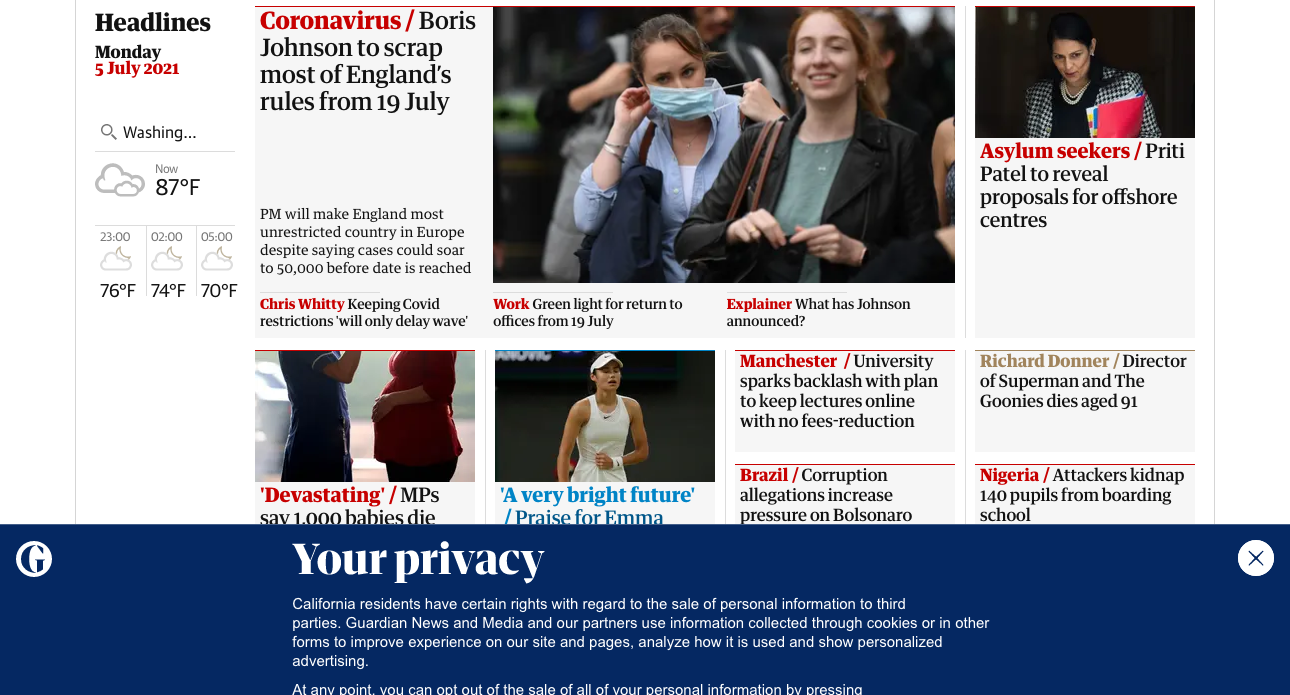 Headlines
Monday
5 July 2021
Washing...
Now
87°F
23:00
02:00
05:00
76°F
74°F
70°F
Coronavirus / Boris
Johnson to scrap
most of England’s
rules from 19 July
PM will make England most
unrestricted country in Europe
despite saying cases could soar
to 50,000 before date is reached
Chris Whitty Keeping Covid
restrictions 'will only delay wave'
Work Green light for return to
offices from 19 July
Explainer What has Johnson
announced?
Asylum seekers / Priti
Patel to reveal
proposals for offshore
centres
'Devastating' / MPs
say 1,000 babies die
'A very bright future'
/ Praise for Emma
Manchester / University
sparks backlash with plan
to keep lectures online
with no fees-reduction
Richard Donner / Director
of Superman and The
Goonies dies aged 91
Brazil / Corruption
allegations increase
pressure on Bolsonaro
Nigeria / Attackers kidnap
140 pupils from boarding
school
G
Your privacy
California residents have certain rights with regard to the sale of personal information to third
parties. Guardian News and Media and our partners use information collected through cookies or in other
forms to improve experience on our site and pages, analyze how it is used and show personalized
advertising.
At any point, you can opt out of the sale of all of your personal information by pressing